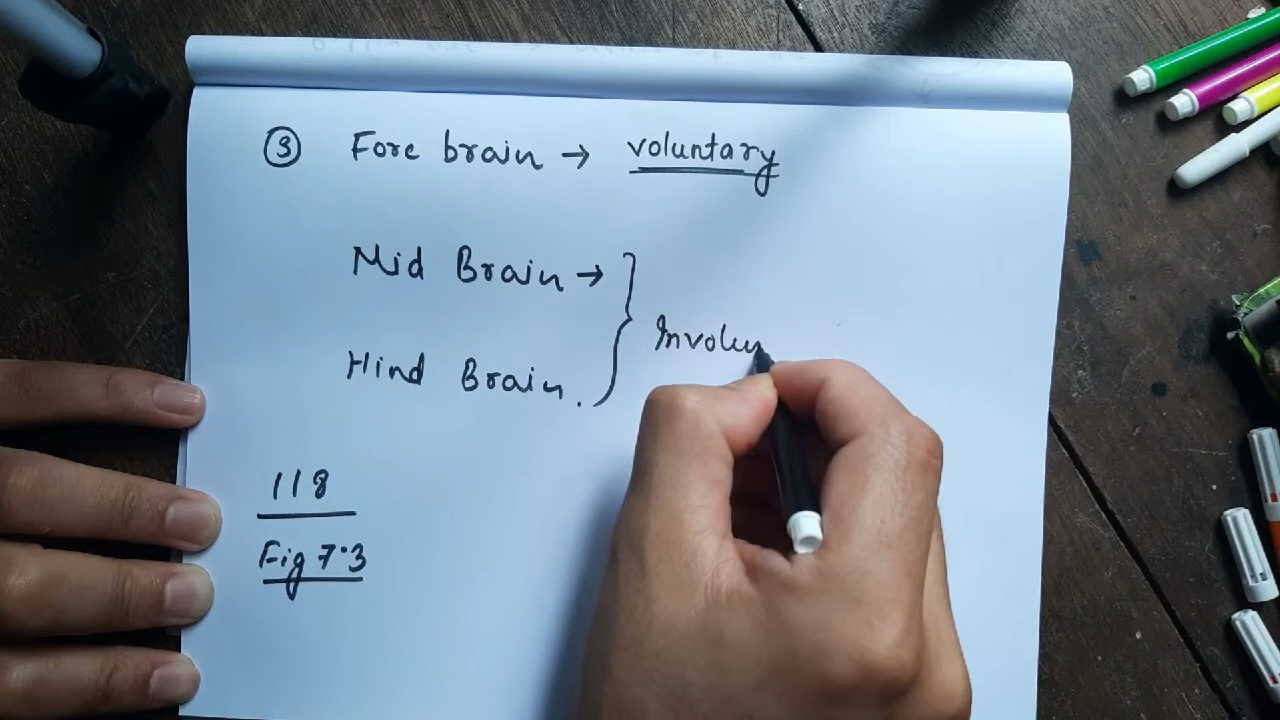 ③ Fore brain → voluntary
Mid Brain →
Hind Brain.
} Involu
118
Fig 7.3